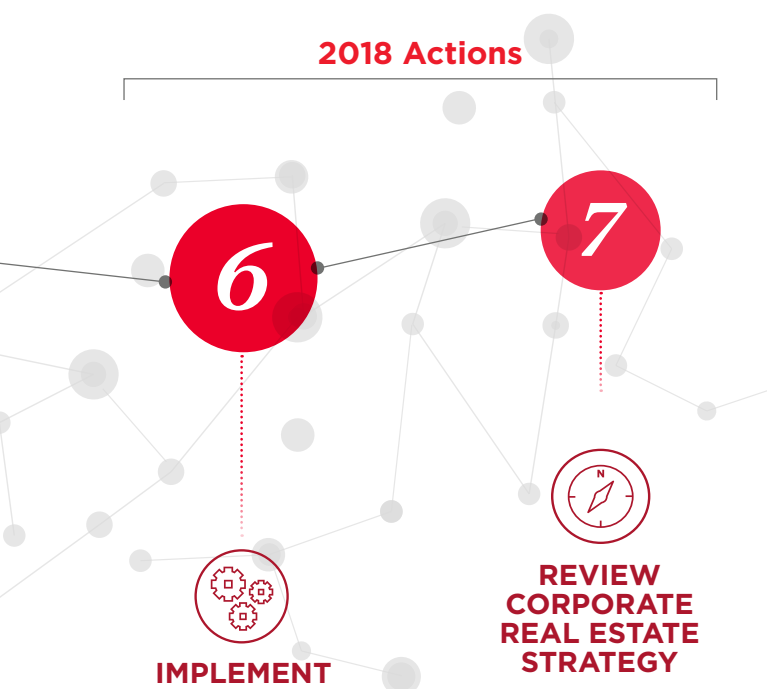 2018 Actions
6
7
N
IMPLEMENT
REVIEW
CORPORATE
REAL ESTATE
STRATEGY